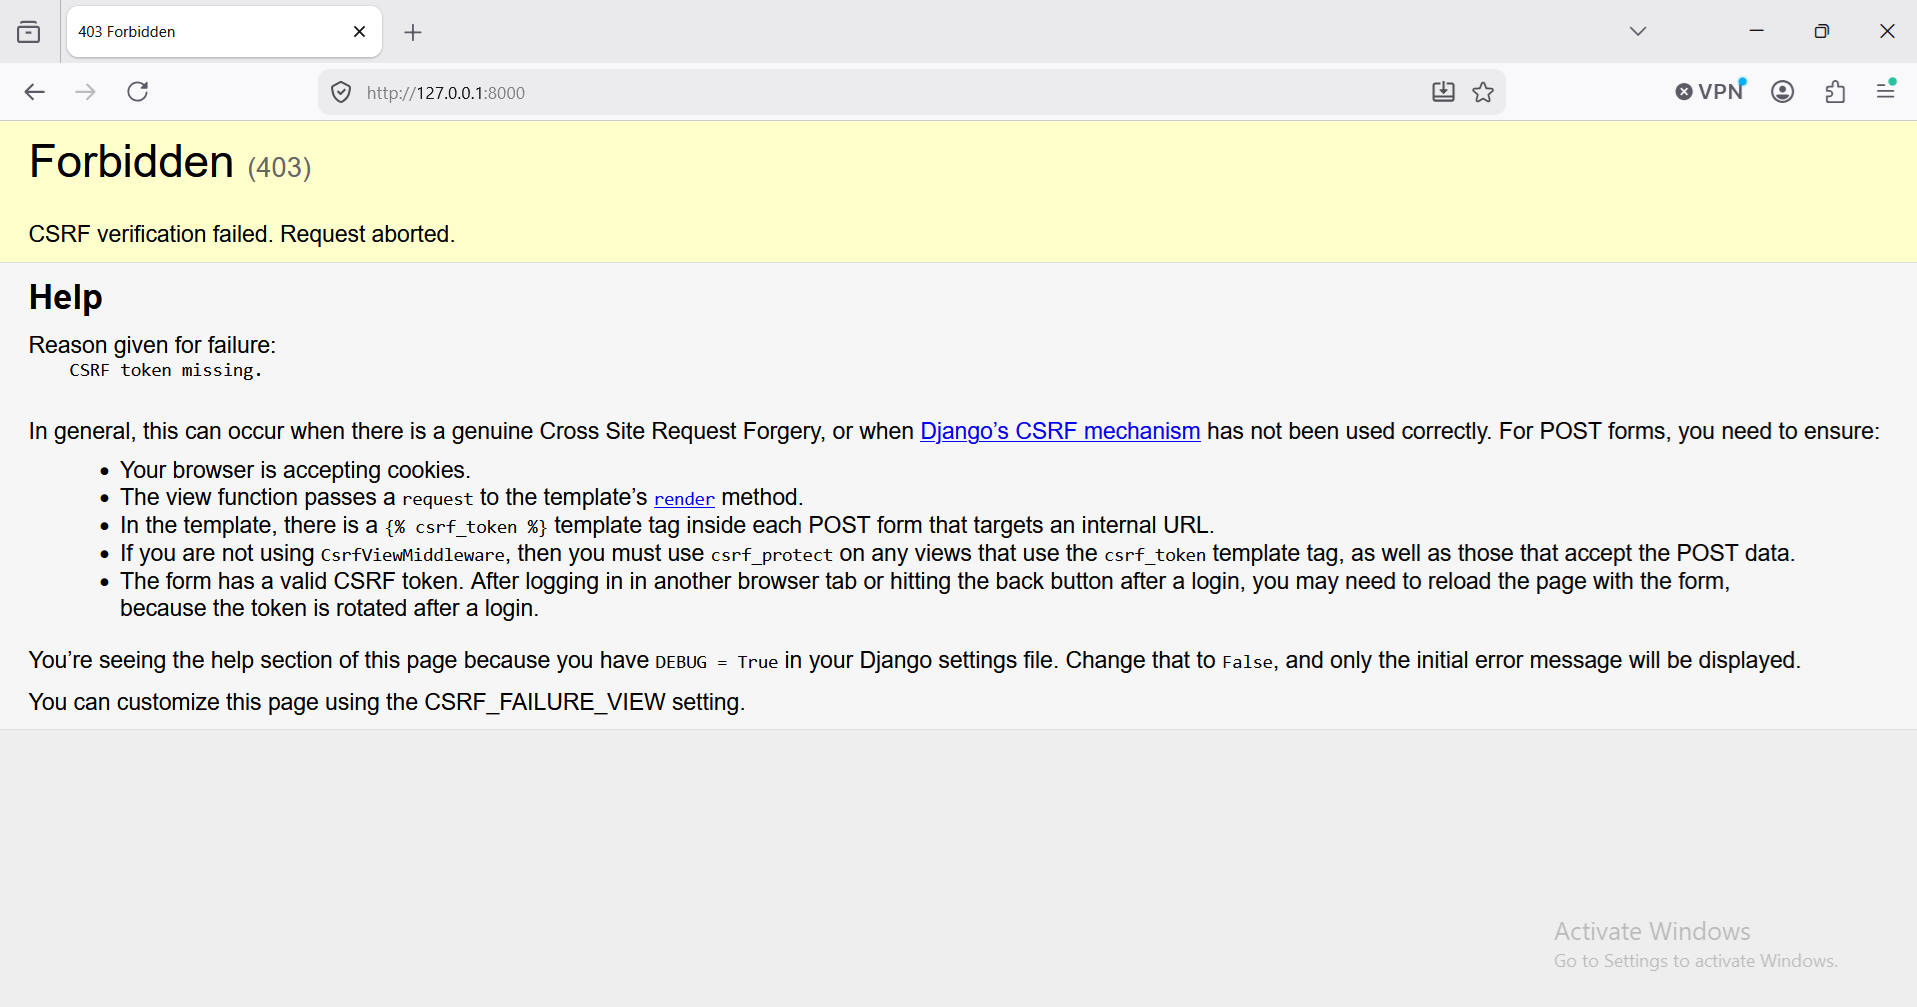 403 Forbidden
http://127.0.0.1:8000
VPN
Forbidden (403)
CSRF verification failed. Request aborted.
Help
Reason given for failure:
CSRF token missing.
In general, this can occur when there is a genuine Cross Site Request Forgery, or when Django’s CSRF mechanism has not been used correctly. For POST forms, you need to ensure:
• Your browser is accepting cookies.
• The view function passes a request to the template’s render method.
• In the template, there is a {% csrf_token %} template tag inside each POST form that targets an internal URL.
• If you are not using CsrfViewMiddleware, then you must use csrf_protect on any views that use the csrf_token template tag, as well as those that accept the POST data.
• The form has a valid CSRF token. After logging in in another browser tab or hitting the back button after a login, you may need to reload the page with the form,
because the token is rotated after a login.
You’re seeing the help section of this page because you have DEBUG = True in your Django settings file. Change that to False, and only the initial error message will be displayed.
You can customize this page using the CSRF_FAILURE_VIEW setting.
Activate Windows
Go to Settings to activate Windows.